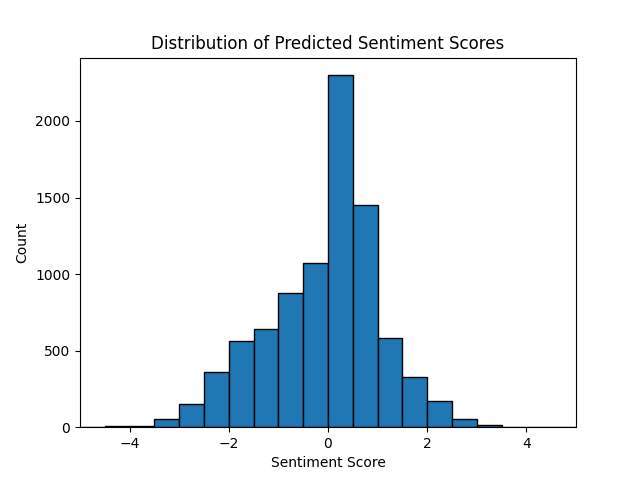 Distribution of Predicted Sentiment Scores
2000
1500
1000
500
0
−4 −2 0 2 4
Count
Sentiment Score